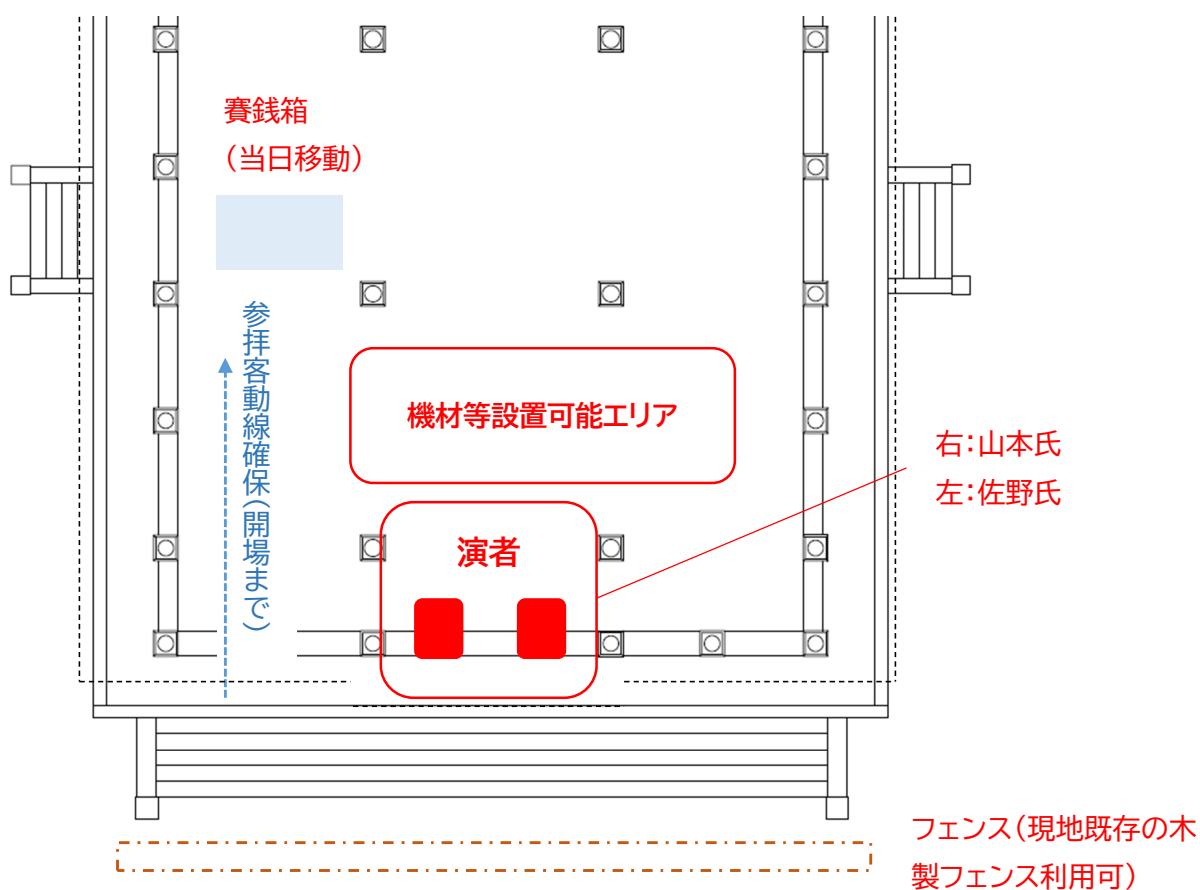 賽銭箱
（当日移動）
参拝客動線確保（開場まで）
機材等設置可能エリア
右：山本氏
左：佐野氏
演者
フェンス（現地既存の木
製フェンス利用可）